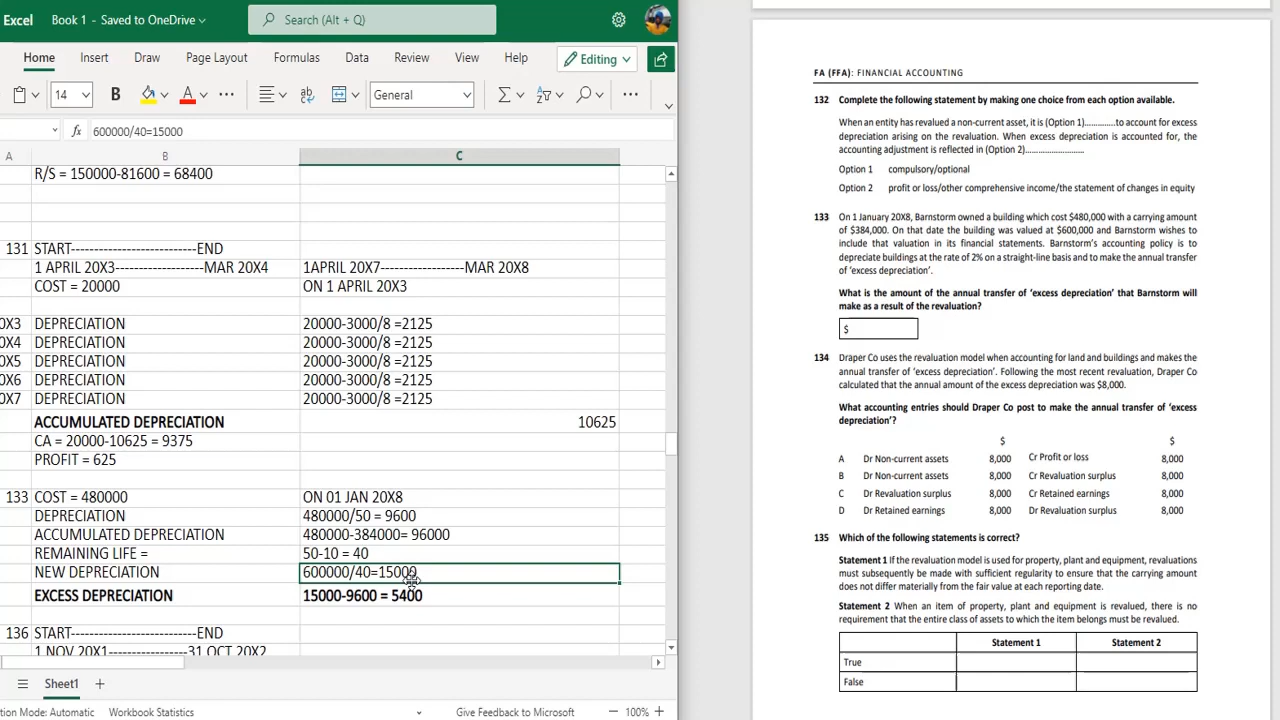 Excel
Book 1 - Saved to OneDrive
Search (Alt + Q)
Home Insert Draw Page Layout Formulas Data Review View Help Editing
14 B A General
fx 600000/40=15000
A B C
R/S = 150000-81600 = 68400
131 START---------------------------END
1 APRIL 20X3-------------------MAR 20X4 1APRIL 20X7------------------MAR 20X8
COST = 20000 ON 1 APRIL 20X3
0X3 DEPRECIATION 20000-3000/8 =2125
0X4 DEPRECIATION 20000-3000/8 =2125
0X5 DEPRECIATION 20000-3000/8 =2125
0X6 DEPRECIATION 20000-3000/8 =2125
0X7 DEPRECIATION 20000-3000/8 =2125
ACCUMULATED DEPRECIATION 10625
CA = 20000-10625 = 9375
PROFIT = 625
133 COST = 480000 ON 01 JAN 20X8
DEPRECIATION 480000/50 = 9600
ACCUMULATED DEPRECIATION 480000-384000= 96000
REMAINING LIFE = 50-10 = 40
NEW DEPRECIATION 600000/40=15000
EXCESS DEPRECIATION 15000-9600 = 5400
136 START---------------------------END
1 NOV 20X1-----------------31 OCT 20X2
Sheet1
tion Mode: Automatic Workbook Statistics Give Feedback to Microsoft 100%
FA (FFA): FINANCIAL ACCOUNTING
132 Complete the following statement by making one choice from each option available.
When an entity has revalued a non-current asset, it is (Option 1)..............to account for excess
depreciation arising on the revaluation. When excess depreciation is accounted for, the
accounting adjustment is reflected in (Option 2)...........................
Option 1 compulsory/optional
Option 2 profit or loss/other comprehensive income/the statement of changes in equity
133 On 1 January 20X8, Barnstorm owned a building which cost $480,000 with a carrying amount
of $384,000. On that date the building was valued at $600,000 and Barnstorm wishes to
include that valuation in its financial statements. Barnstorm's accounting policy is to
depreciate buildings at the rate of 2% on a straight-line basis and to make the annual transfer
of 'excess depreciation'.
What is the amount of the annual transfer of 'excess depreciation' that Barnstorm will
make as a result of the revaluation?
$
134 Draper Co uses the revaluation model when accounting for land and buildings and makes the
annual transfer of 'excess depreciation'. Following the most recent revaluation, Draper Co
calculated that the annual amount of the excess depreciation was $8,000.
What accounting entries should Draper Co post to make the annual transfer of 'excess
depreciation'?
$ $
A Dr Non-current assets 8,000 Cr Profit or loss 8,000
B Dr Non-current assets 8,000 Cr Revaluation surplus 8,000
C Dr Revaluation surplus 8,000 Cr Retained earnings 8,000
D Dr Retained earnings 8,000 Dr Revaluation surplus 8,000
135 Which of the following statements is correct?
Statement 1 If the revaluation model is used for property, plant and equipment, revaluations
must subsequently be made with sufficient regularity to ensure that the carrying amount
does not differ materially from the fair value at each reporting date.
Statement 2 When an item of property, plant and equipment is revalued, there is no
requirement that the entire class of assets to which the item belongs must be revalued.
Statement 1 Statement 2
True
False